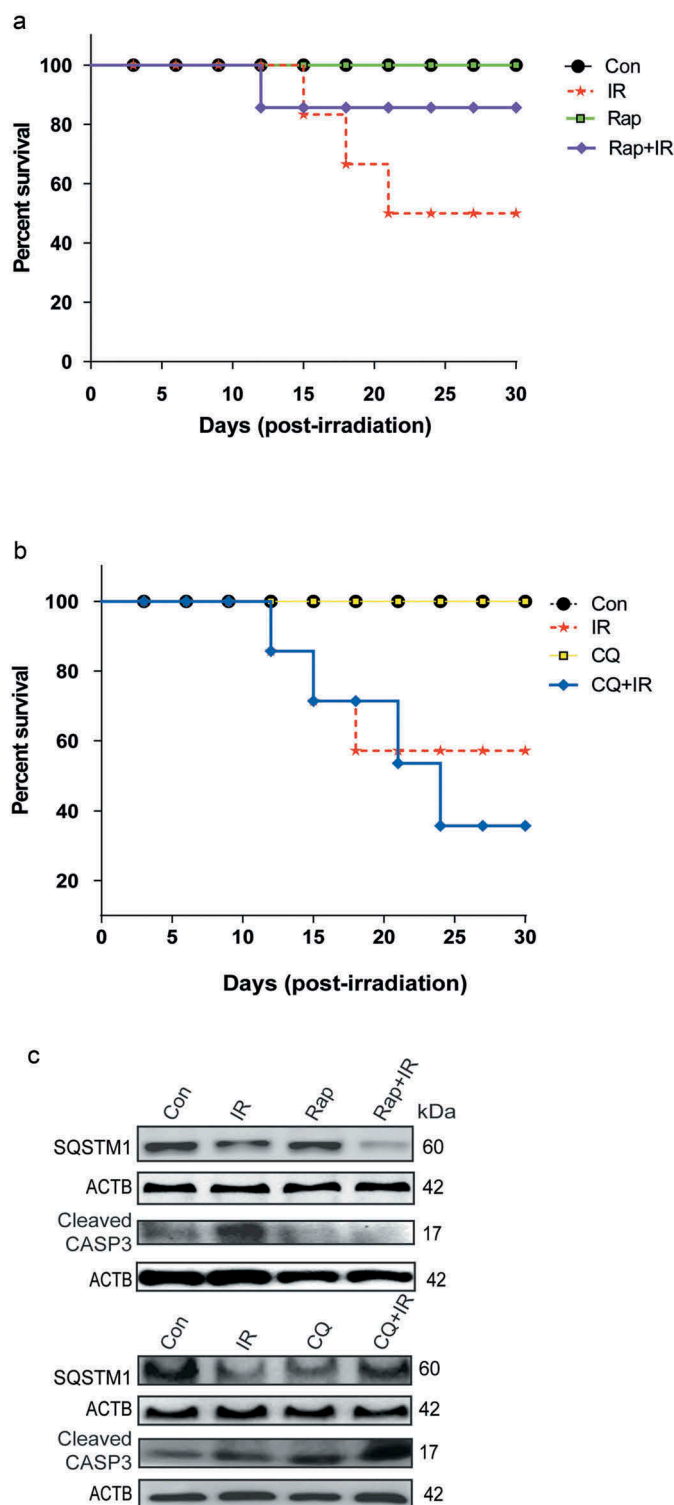 a
Percent survival
100
80
60
40
20
0
0 5 10 15 20 25 30
Days (post-irradiation)
Con
IR
Rap
Rap+IR
b
Percent survival
100
80
60
40
20
0 5 10 15 20 25 30
Days (post-irradiation)
Con
IR
CQ
CQ+IR
c
Con IR Rap Rap+IR kDa
SQSTM1 60
ACTB 42
Cleaved
CASP3 17
ACTB 42
Con IR CQ CQ+IR
SQSTM1 60
ACTB 42
Cleaved
CASP3 17
ACTB 42